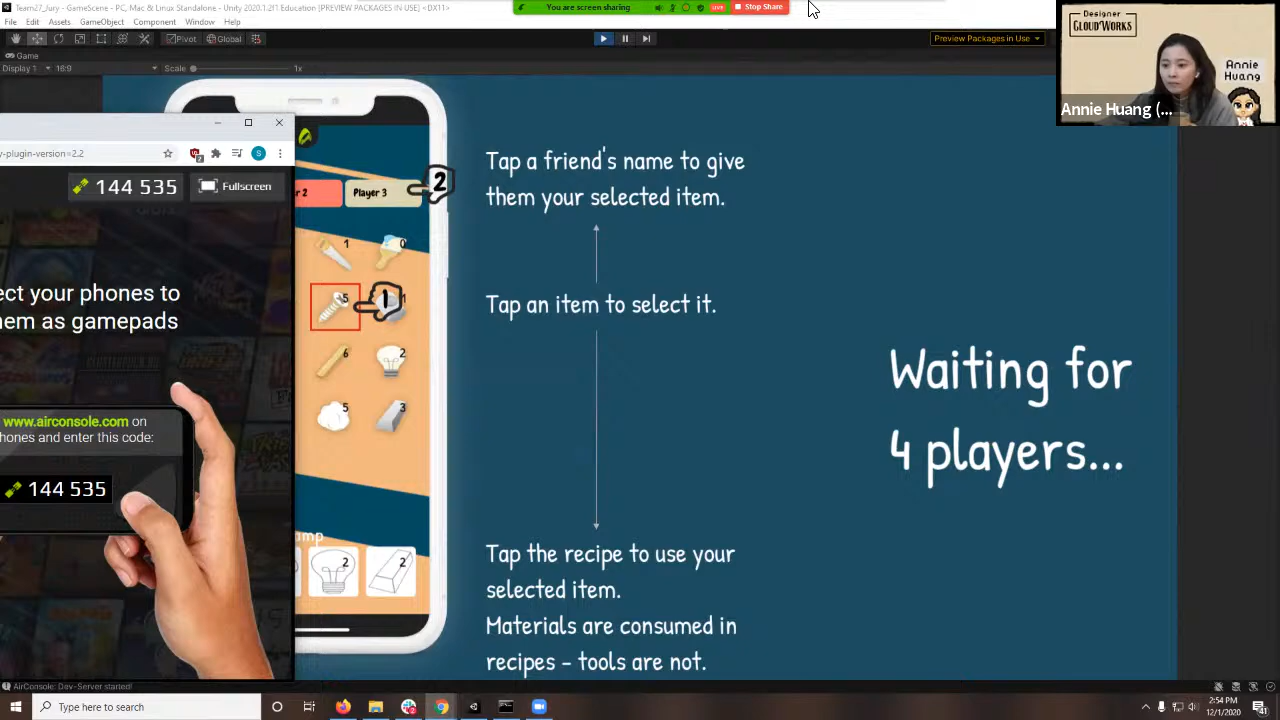 Team27_Jury - GameScene - PC, Mac & Linux Standalone - Unity 2020.1.2f1 Education [PREVIEW PACKAGES IN USE] <DX11>
You are screen sharing
LIVE
Stop Share
File Edit Assets GameObject Component Window Help
Pivot Global
Preview Packages in Use
Game
Display 1 16:9 Scale 1x
Designer
CLOUDWORKS
Annie
Huang
Annie Huang (...
y-plugin-version=2.2
S
144 535
Fullscreen
ect your phones to
em as gamepads
www.airconsole.com on
hones and enter this code:
144 535
r 2
Player 3
2
1
0
5
1
1
6
2
5
3
amp
2
2
Tap a friend's name to give
them your selected item.
Tap an item to select it.
Tap the recipe to use your
selected item.
Materials are consumed in
recipes - tools are not.
Waiting for
4 players...
AirConsole: Dev-Server started!
Type here to search
2:54 PM
12/1/2020